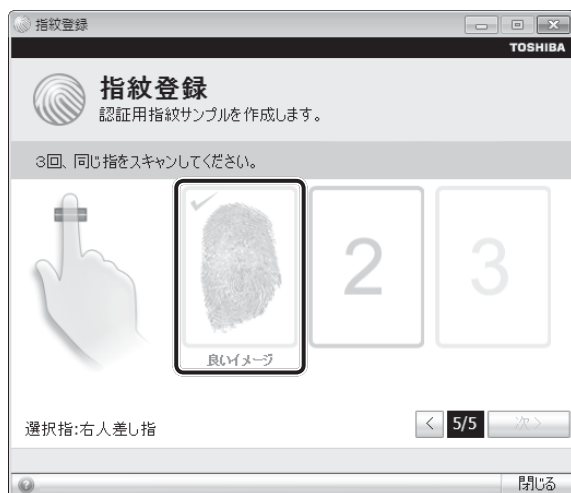 指紋登録
TOSHIBA
指紋登録
認証用指紋サンプルを作成します。
3回、同じ指をスキャンしてください。
2
3
良いイメージ
選択指:右人差し指
< 5/5 次 >
閉じる